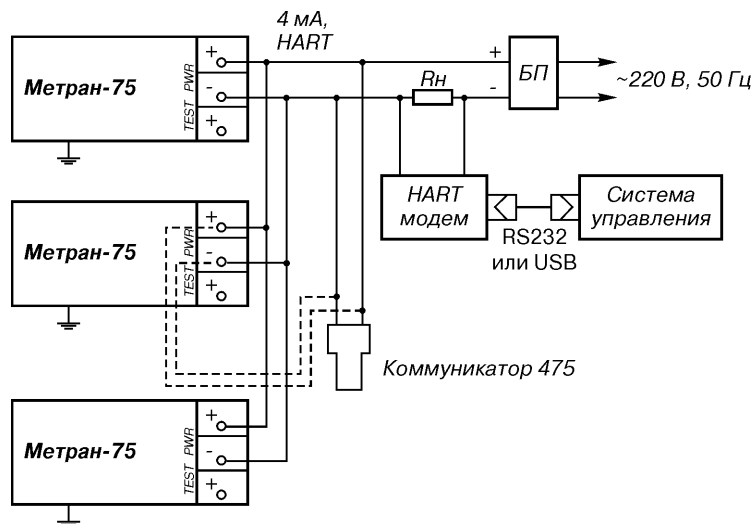 4 мА,
HART
Метран-75
+
PWR
-
TEST
+
+
БП
-
~220 В, 50 Гц
Rн
HART
модем
RS232
или USB
Система
управления
Метран-75
+
PWR
-
TEST
+
Коммуникатор 475
Метран-75
+
PWR
-
TEST
+